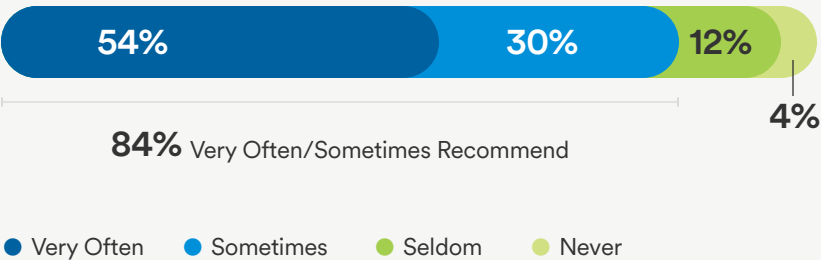 54% 30% 12%
4%
84% Very Often/Sometimes Recommend
Very Often Sometimes Seldom Never